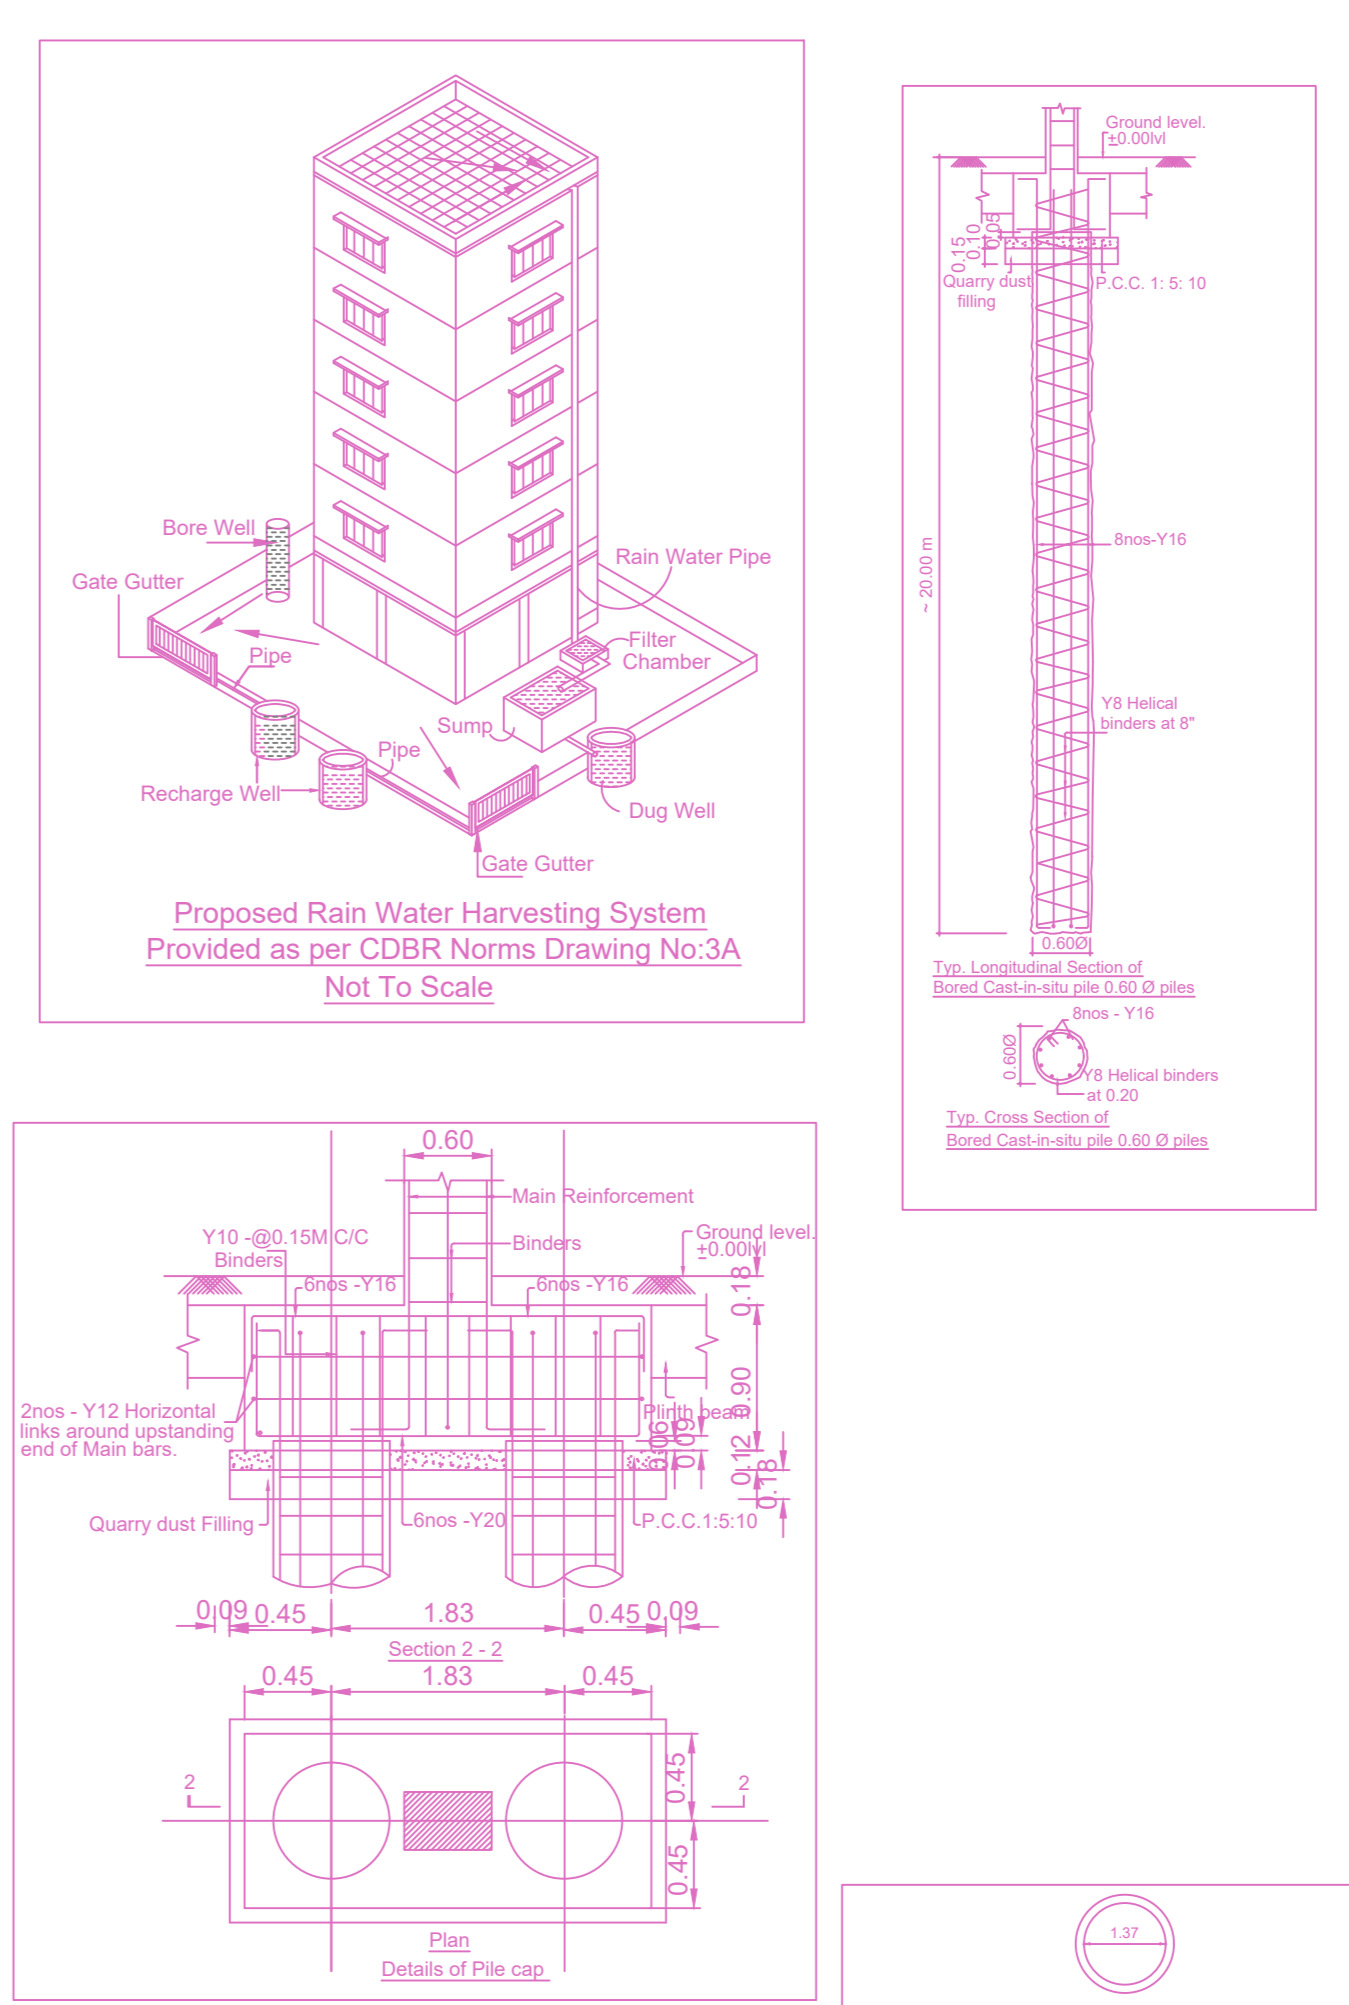 Bore Well
Gate Gutter
Pipe
Rain Water Pipe
Filter
Chamber
Sump
Pipe
Recharge Well
Dug Well
Gate Gutter
Proposed Rain Water Harvesting System
Provided as per CDBR Norms Drawing No:3A
Not To Scale
Ground level.
±0.00lvl
0.15
0.10
0.05
Quarry dust
filling
P.C.C. 1: 5: 10
~ 20.00 m
8nos-Y16
Y8 Helical
binders at 8"
0.60Ø
Typ. Longitudinal Section of
Bored Cast-in-situ pile 0.60 Ø piles
8nos - Y16
0.60Ø
Y8 Helical binders
at 0.20
Typ. Cross Section of
Bored Cast-in-situ pile 0.60 Ø piles
0.60
Main Reinforcement
Y10 -@0.15M C/C
Binders
Binders
Ground level.
±0.00lvl
6nos -Y16
6nos -Y16
0.18
0.90
2nos - Y12 Horizontal
links around upstanding
end of Main bars.
Plinth beam
0.06
0.09
0.12
0.18
Quarry dust Filling
6nos -Y20
P.C.C.1:5:10
0.09
0.45
1.83
0.45
0.09
Section 2 - 2
0.45
1.83
0.45
2
2
0.45
0.45
Plan
Details of Pile cap
1.37